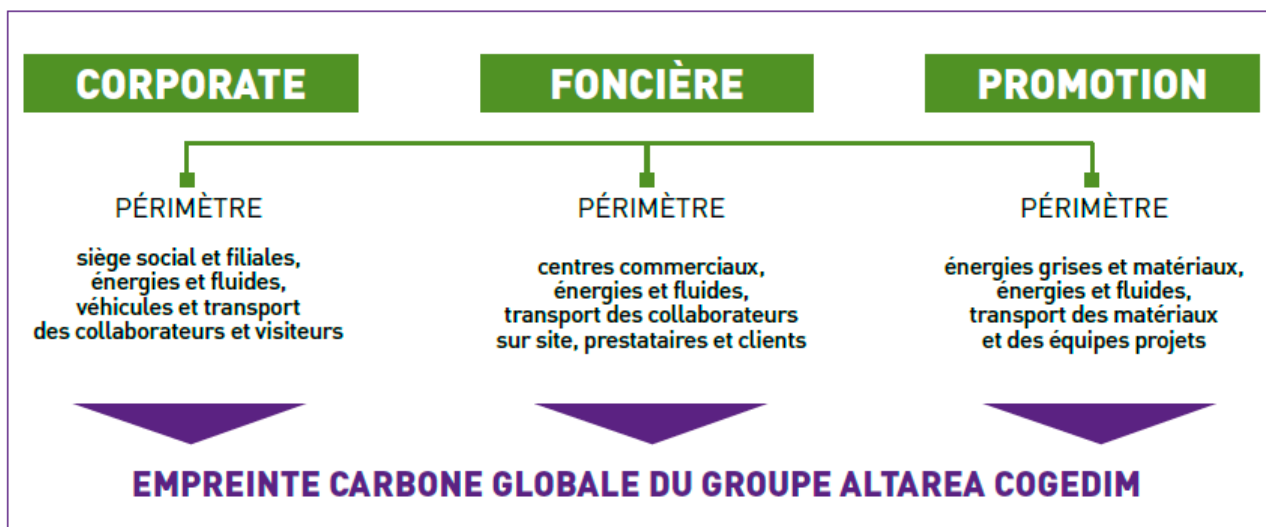 CORPORATE
FONCIÈRE
PROMOTION
PÉRIMÈTRE
siège social et filiales,
énergies et fluides,
véhicules et transport
des collaborateurs et visiteurs
PÉRIMÈTRE
centres commerciaux,
énergies et fluides,
transport des collaborateurs
sur site, prestataires et clients
PÉRIMÈTRE
énergies grises et matériaux,
énergies et fluides,
transport des matériaux
et des équipes projets
EMPREINTE CARBONE GLOBALE DU GROUPE ALTAREA COGEDIM